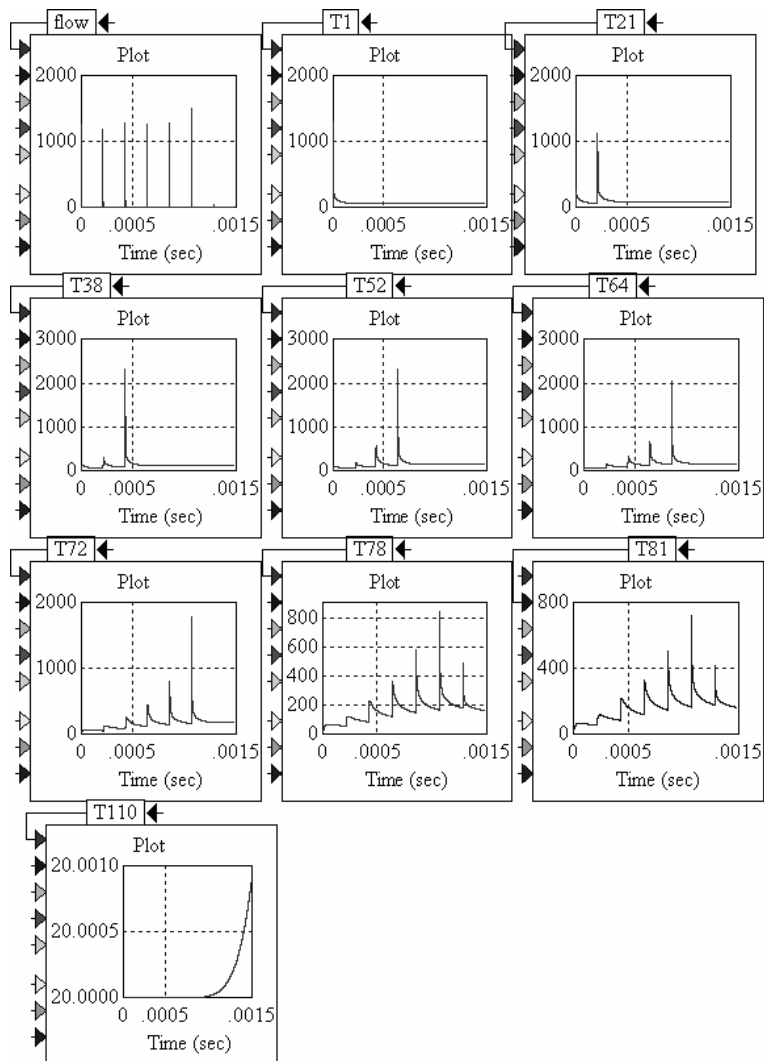 flow
T1
T21
Plot
Plot
Plot
2000
1000
0
0 .0005 .0015
Time (sec)
2000
1000
0
0 .0005 .0015
Time (sec)
2000
1000
0
0 .0005 .0015
Time (sec)
T38
T52
T64
Plot
Plot
Plot
3000
2000
1000
0
0 .0005 .0015
Time (sec)
3000
2000
1000
0
0 .0005 .0015
Time (sec)
3000
2000
1000
0
0 .0005 .0015
Time (sec)
T72
T78
T81
Plot
Plot
Plot
2000
1000
0
0 .0005 .0015
Time (sec)
800
600
400
200
0
0 .0005 .0015
Time (sec)
800
400
0
0 .0005 .0015
Time (sec)
T110
Plot
20.0010
20.0005
20.0000
0 .0005 .0015
Time (sec)